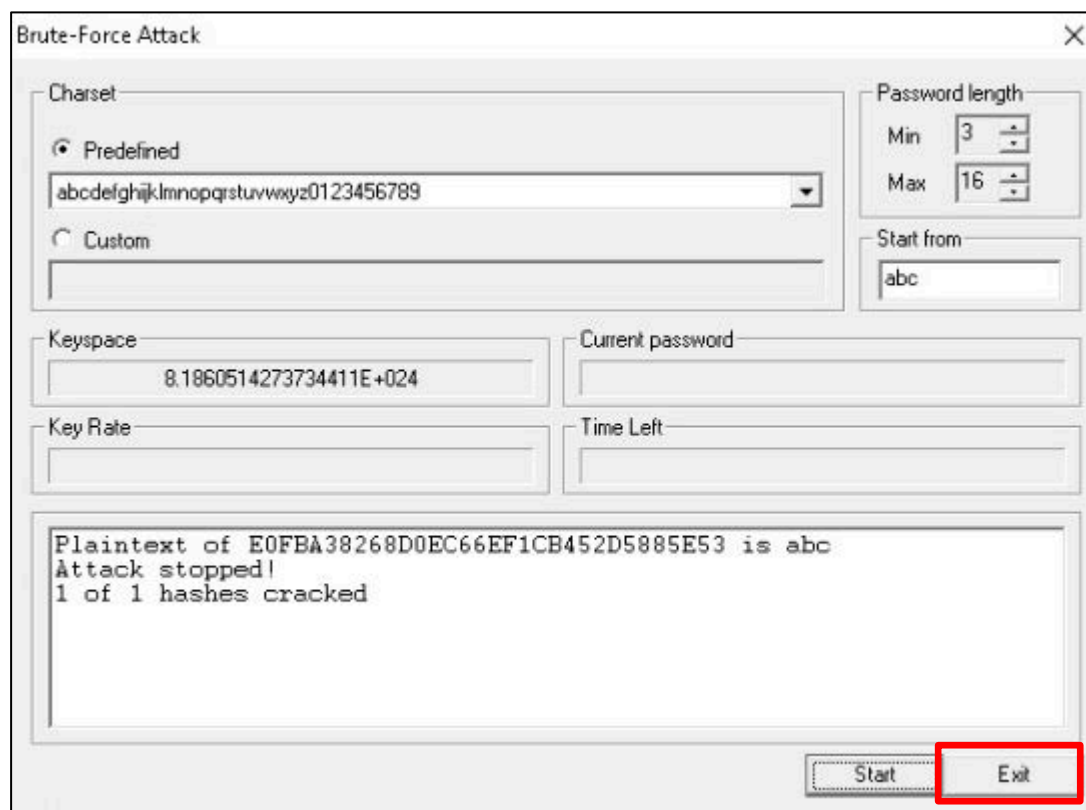 Brute-Force Attack
Charset
Predefined
abcdefghijklmnopqrstuvwxyz0123456789
Custom
Password length
Min 3
Max 16
Start from
abc
Keyspace
8.1860514273734411E+024
Current password
Key Rate
Time Left
Plaintext of E0FBA38268D0EC66EF1CB452D5885E53 is abc
Attack stopped!
1 of 1 hashes cracked
Start
Exit